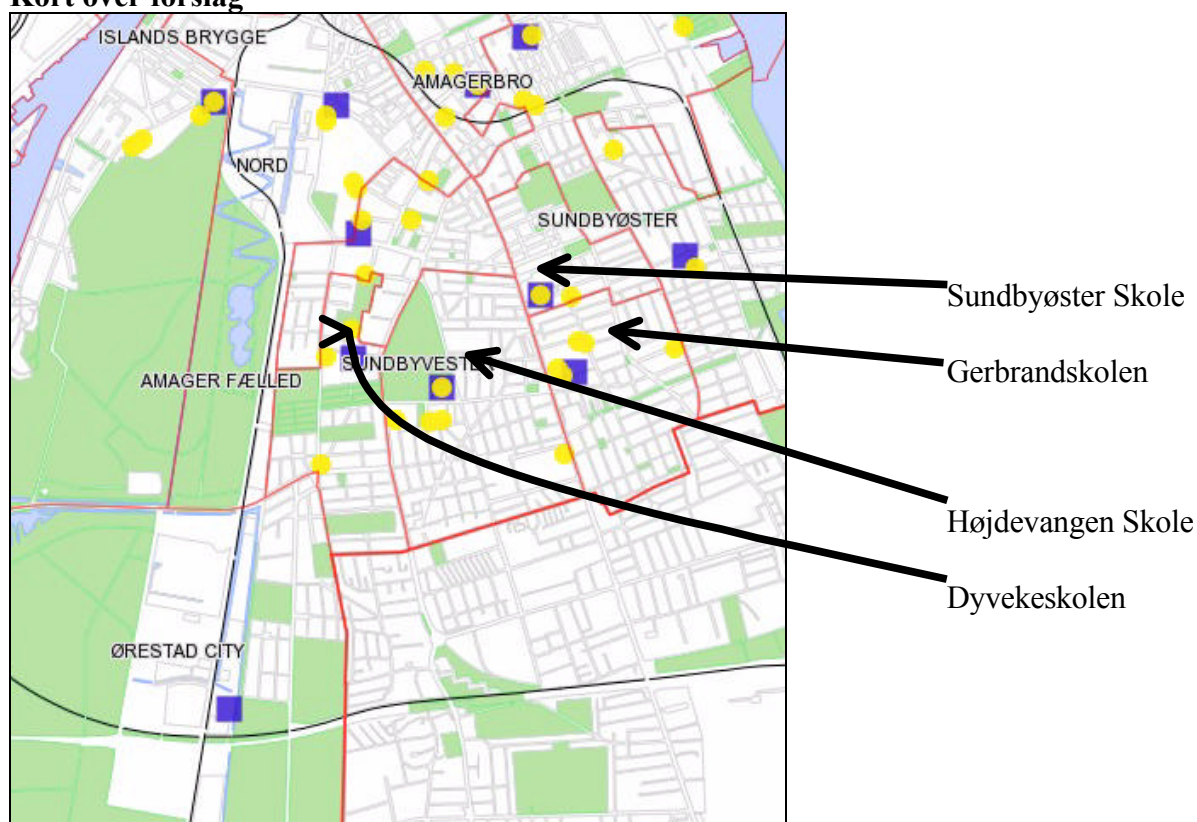 Kort over forslag
ISLANDS BRYGGE
AMAGERBRO
NORD
SUNDBYØSTER
Sundbyøster Skole
SUNDBYVESTER
Gerbrandskolen
AMAGER FÆLLED
Højdevangen Skole
Dyvekeskolen
ØRESTAD CITY